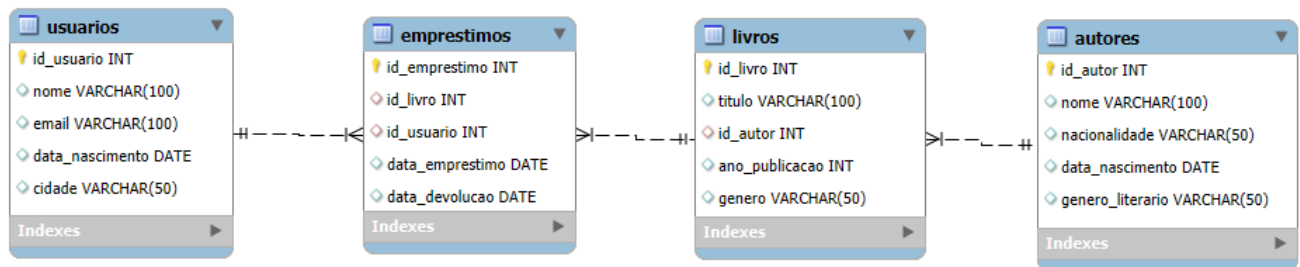 usuarios
id_usuario INT
nome VARCHAR(100)
email VARCHAR(100)
data_nascimento DATE
cidade VARCHAR(50)
Indexes
emprestimos
id_emprestimo INT
id_livro INT
id_usuario INT
data_emprestimo DATE
data_devolucao DATE
Indexes
livros
id_livro INT
titulo VARCHAR(100)
id_autor INT
ano_publicacao INT
genero VARCHAR(50)
Indexes
autores
id_autor INT
nome VARCHAR(100)
nacionalidade VARCHAR(50)
data_nascimento DATE
genero_literario VARCHAR(50)
Indexes